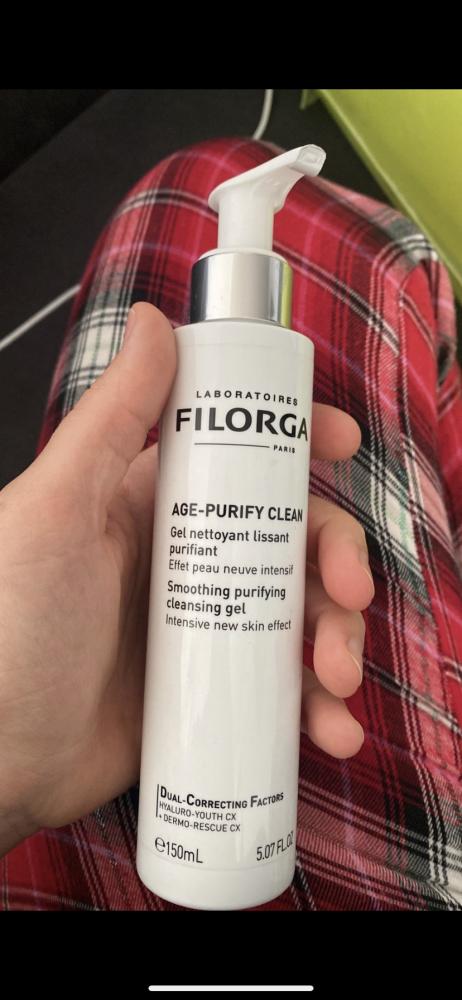 LABORATOIRES
FILORGA
PARIS
AGE-PURIFY CLEAN
Gel nettoyant lissant
purifiant
Effet peau neuve intensif
Smoothing purifying
cleansing gel
Intensive new skin effect
DUAL-CORRECTING FACTORS
HYALURO-YOUTH CX
+ DERMO-RESCUE CX
℮150mL 5.07 FL.OZ